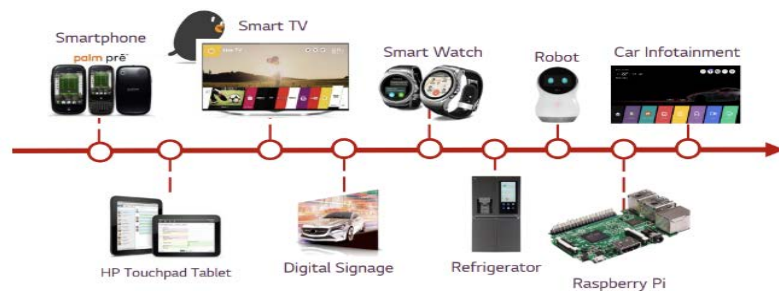 Smartphone
palm prē
Smart TV
Smart Watch
Robot
Car Infotainment
HP Touchpad Tablet
Digital Signage
Refrigerator
Raspberry Pi